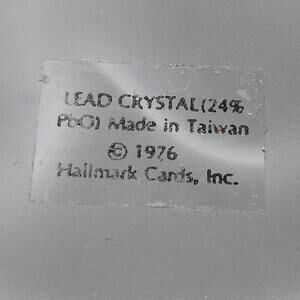 LEAD CRYSTAL(24%
PbO) Made in Taiwan
© 1976
Hallmark Cards, Inc.